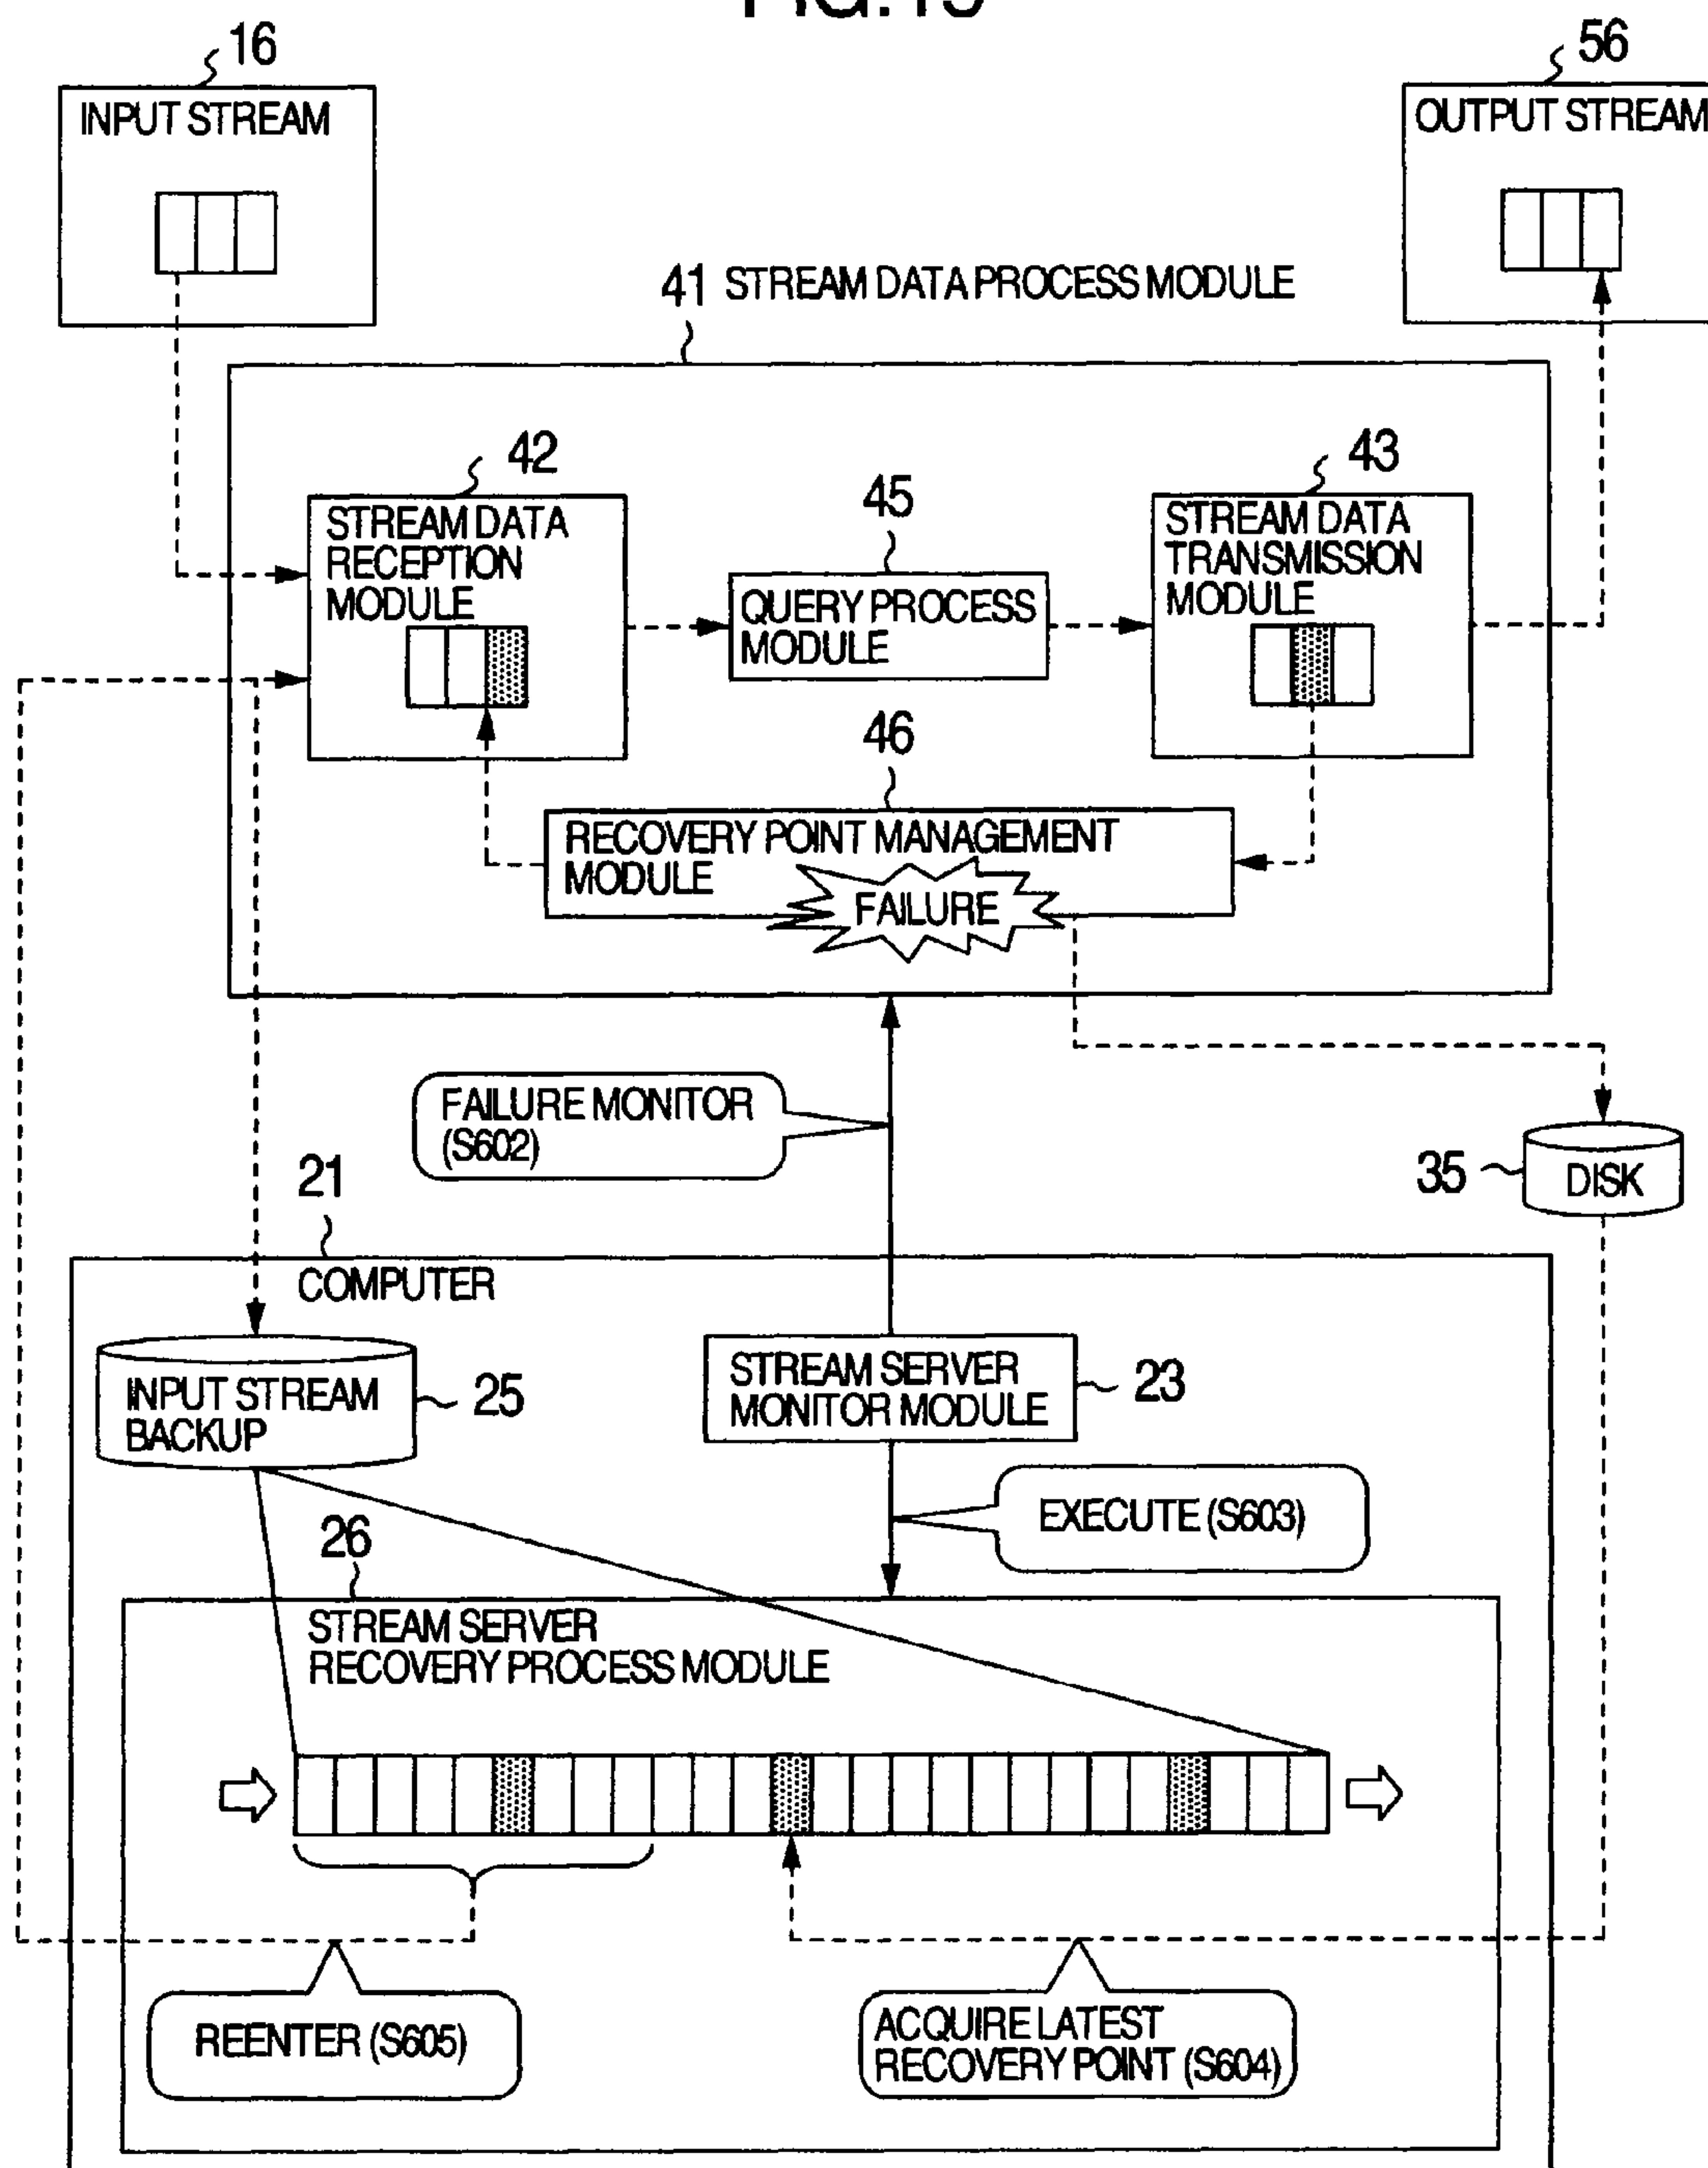 FIG.15
16
INPUT STREAM
56
OUTPUT STREAM
41 STREAM DATA PROCESS MODULE
42
STREAM DATA
RECEPTION
MODULE
45
QUERY PROCESS
MODULE
43
STREAM DATA
TRANSMISSION
MODULE
46
RECOVERY POINT MANAGEMENT
MODULE
FAILURE
FAILURE MONITOR
(S602)
35
DISK
21
COMPUTER
INPUT STREAM
BACKUP
25
STREAM SERVER
MONITOR MODULE
23
EXECUTE (S603)
26
STREAM SERVER
RECOVERY PROCESS MODULE
REENTER (S605)
ACQUIRE LATEST
RECOVERY POINT (S604)